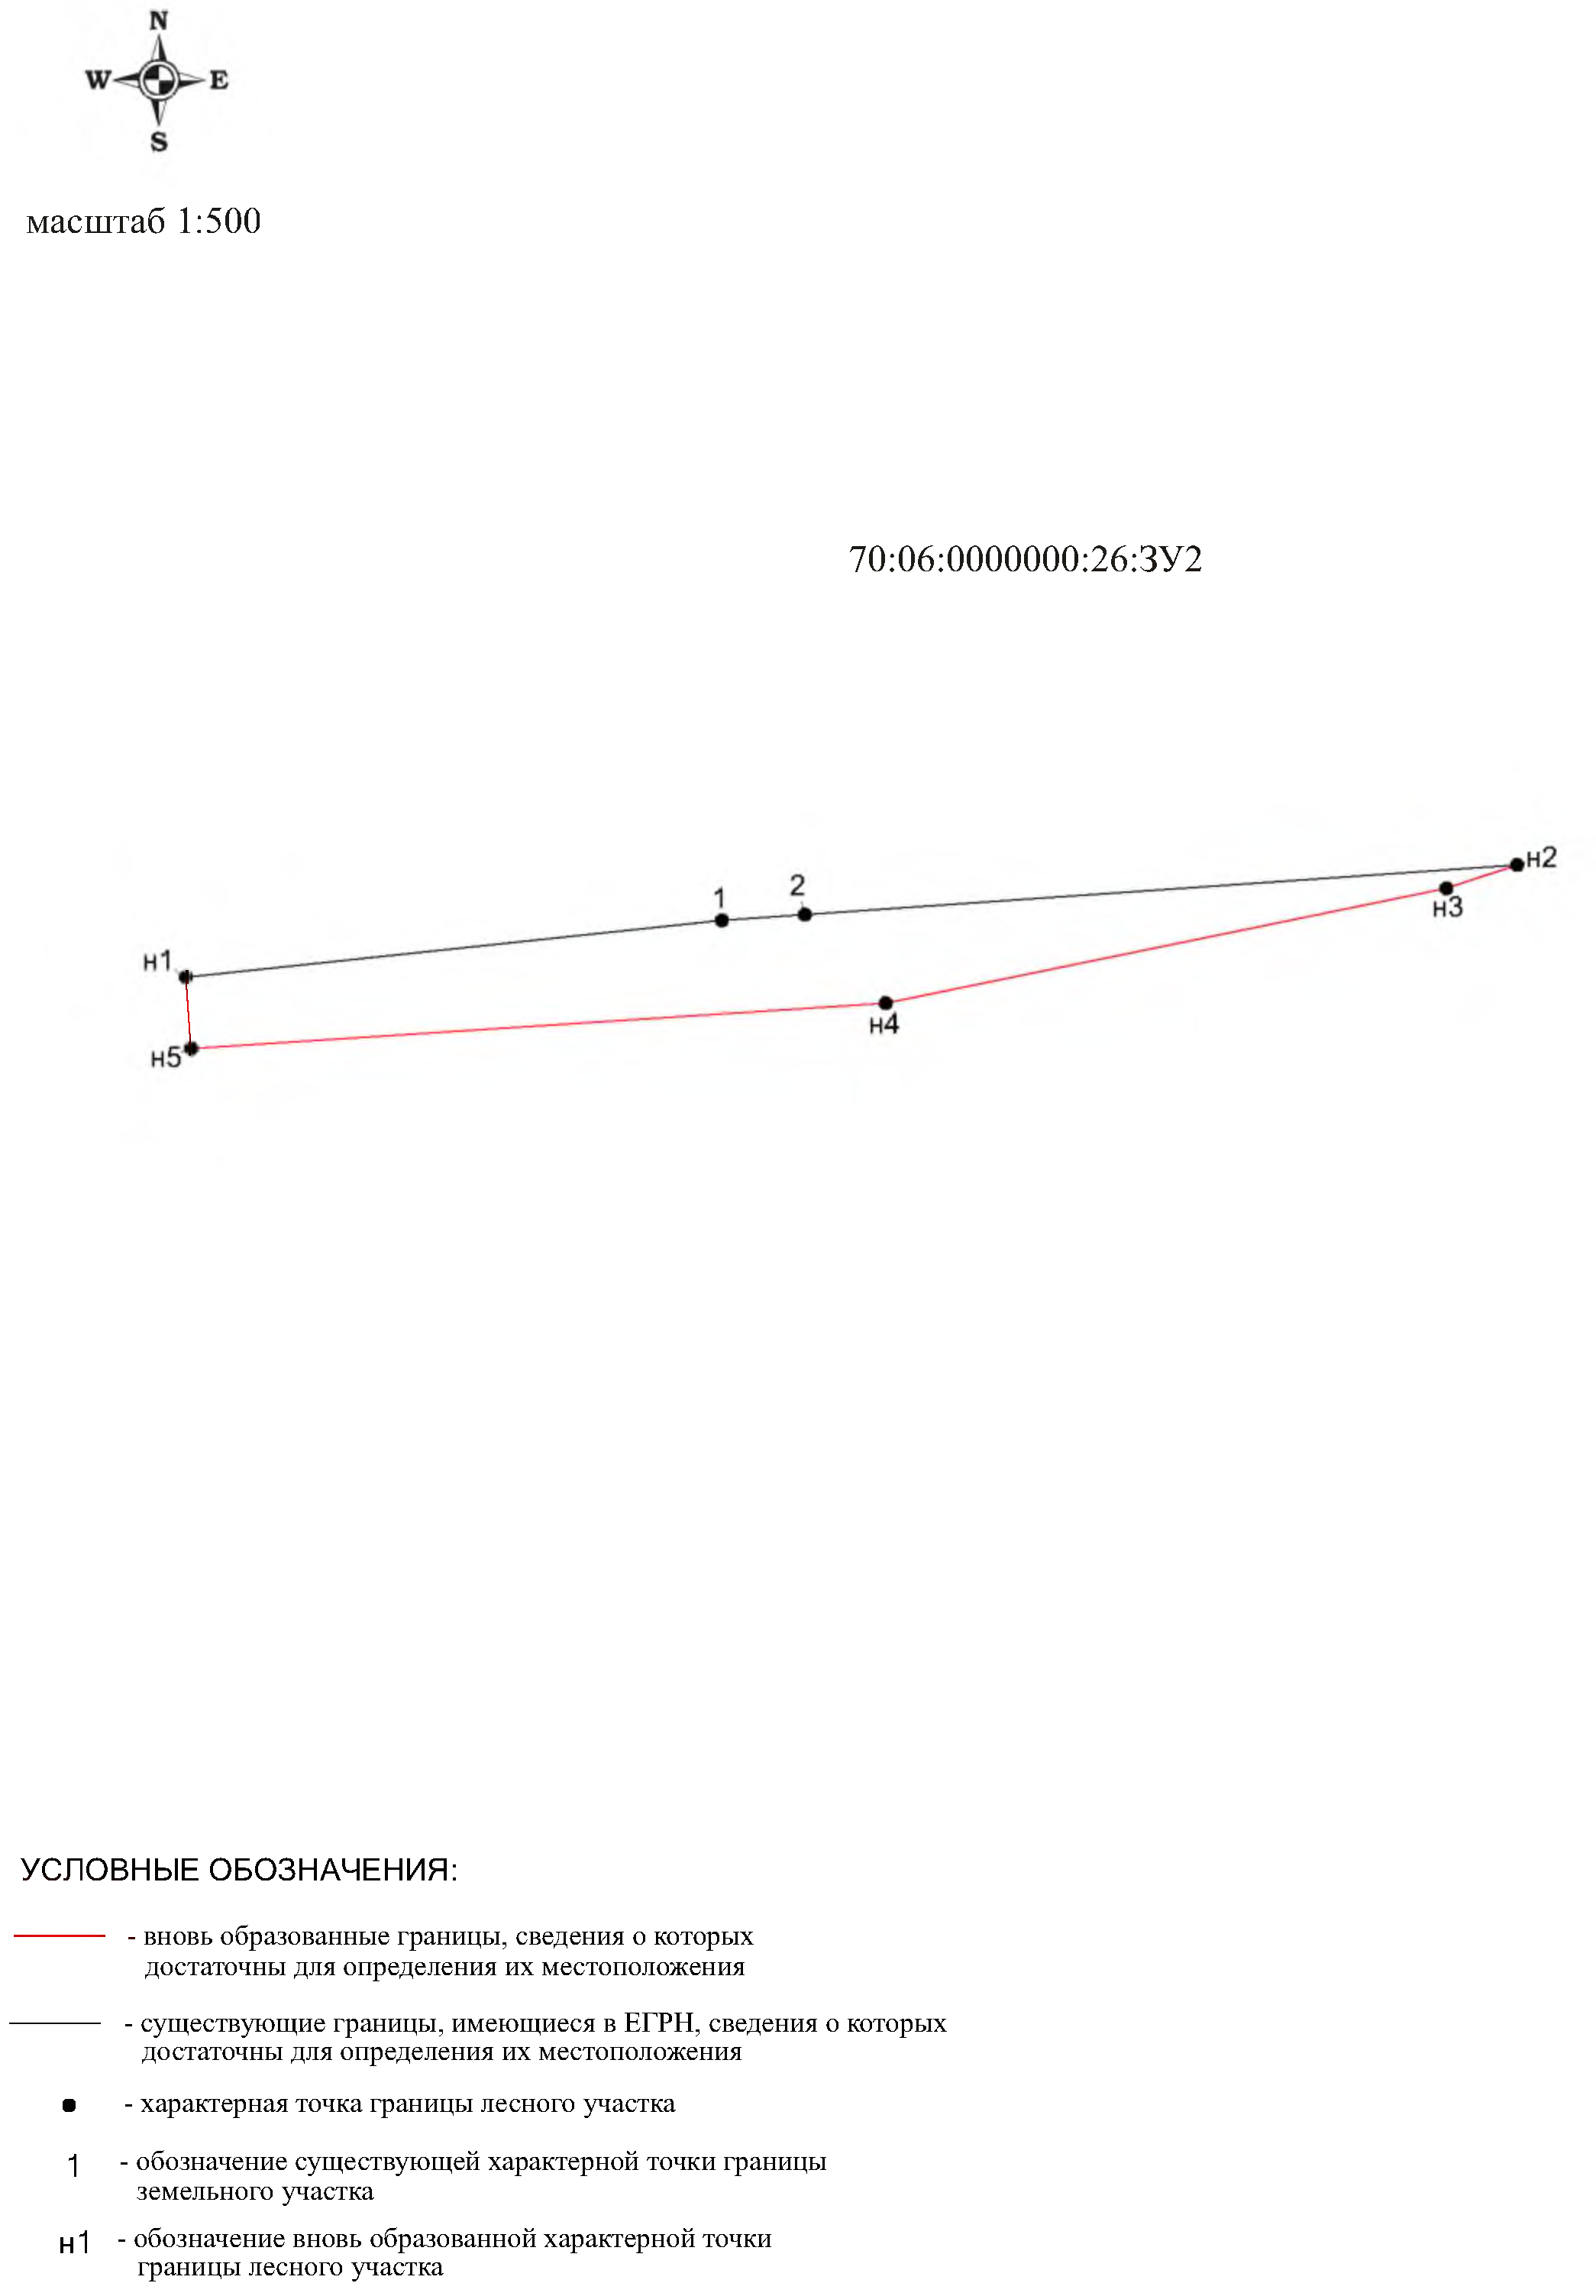 N
W E
S
масштаб 1:500
70:06:0000000:26:ЗУ2
н2
2
1
н3
н1
н4
н5
УСЛОВНЫЕ ОБОЗНАЧЕНИЯ:
- вновь образованные границы, сведения о которых
достаточны для определения их местоположения
- существующие границы, имеющиеся в ЕГРН, сведения о которых
достаточны для определения их местоположения
- характерная точка границы лесного участка
1 - обозначение существующей характерной точки границы
земельного участка
н1 - обозначение вновь образованной характерной точки
границы лесного участка